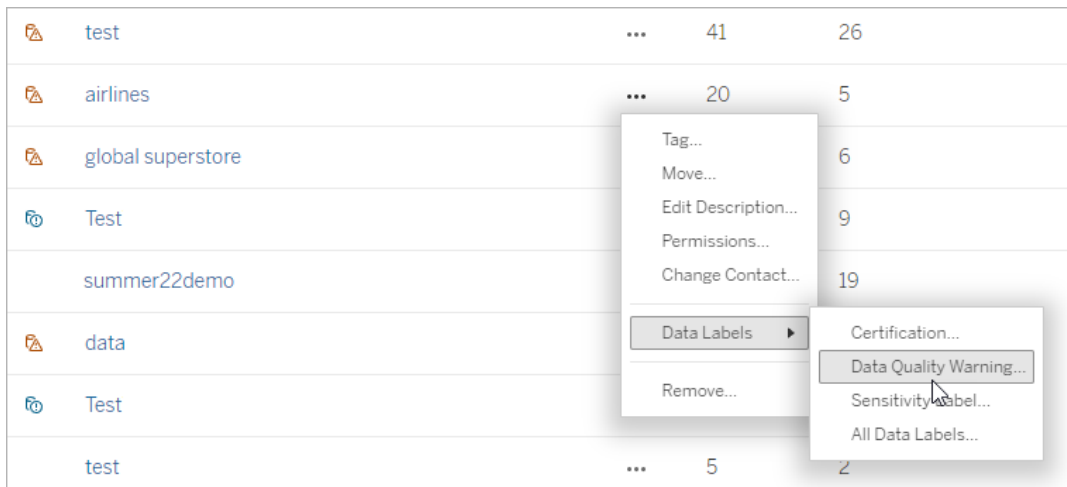 test ... 41 26
airlines ... 20 5
global superstore 6
Test 9
summer22demo 19
data
Test
test ... 5 2
Tag...
Move...
Edit Description...
Permissions...
Change Contact...
Data Labels
Remove...
Certification...
Data Quality Warning...
Sensitivity Label...
All Data Labels...